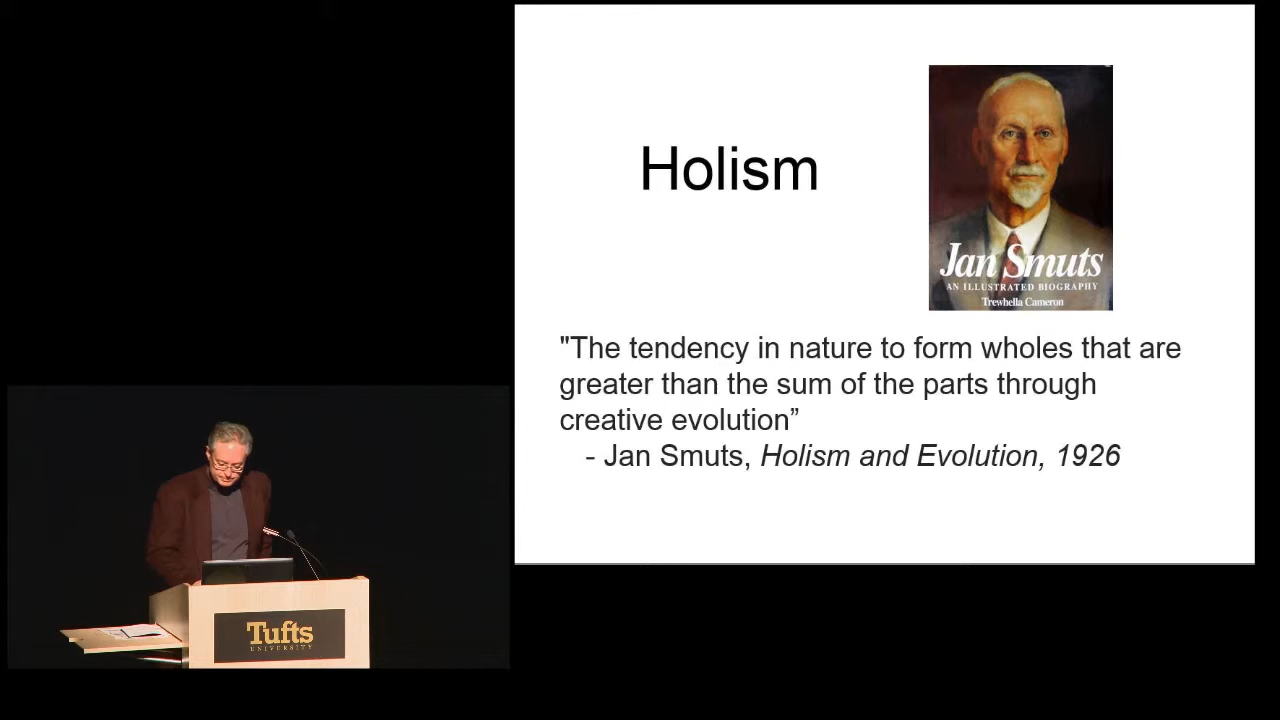 Holism
Jan Smuts
AN ILLUSTRATED BIOGRAPHY
Trewhella Cameron
"The tendency in nature to form wholes that are
greater than the sum of the parts through
creative evolution”
- Jan Smuts, Holism and Evolution, 1926
Tufts
UNIVERSITY